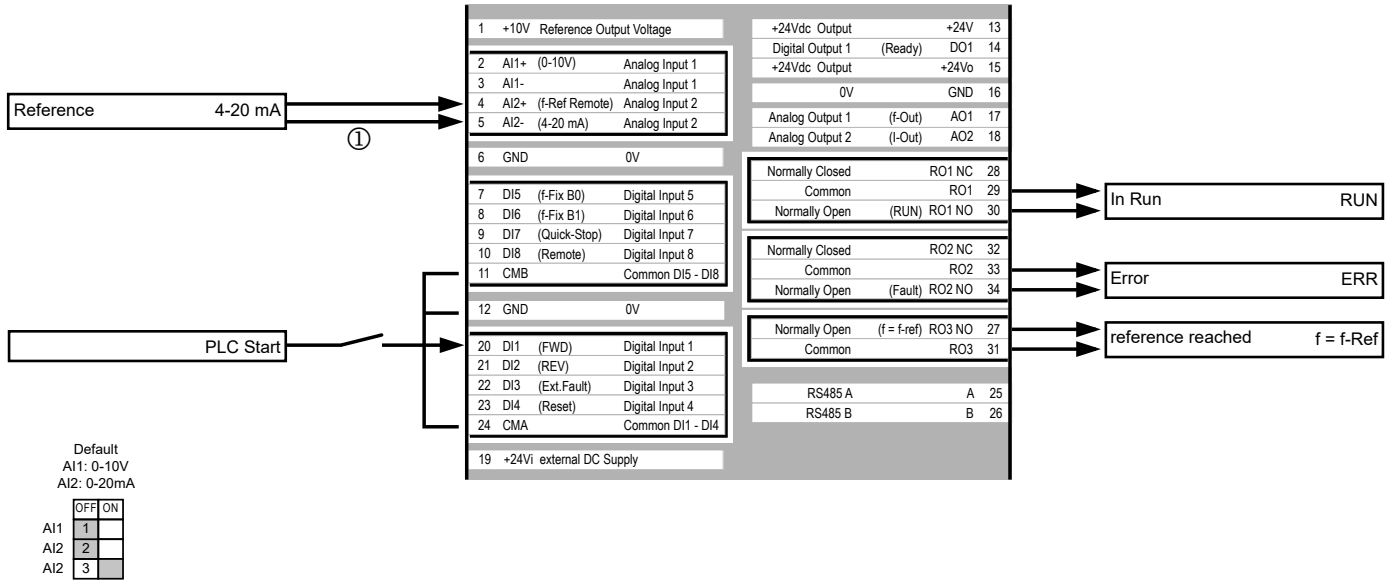 1 +10V Reference Output Voltage
2 AI1+ (0-10V) Analog Input 1
3 AI1- Analog Input 1
4 AI2+ (f-Ref Remote) Analog Input 2
5 AI2- (4-20 mA) Analog Input 2
6 GND 0V
7 DI5 (f-Fix B0) Digital Input 5
8 DI6 (f-Fix B1) Digital Input 6
9 DI7 (Quick-Stop) Digital Input 7
10 DI8 (Remote) Digital Input 8
11 CMB Common DI5 - DI8
12 GND 0V
20 DI1 (FWD) Digital Input 1
21 DI2 (REV) Digital Input 2
22 DI3 (Ext.Fault) Digital Input 3
23 DI4 (Reset) Digital Input 4
24 CMA Common DI1 - DI4
19 +24Vi external DC Supply
+24Vdc Output +24V 13
Digital Output 1 (Ready) DO1 14
+24Vdc Output +24Vo 15
0V GND 16
Analog Output 1 (f-Out) AO1 17
Analog Output 2 (I-Out) AO2 18
Normally Closed RO1 NC 28
Common RO1 29
Normally Open (RUN) RO1 NO 30
Normally Closed RO2 NC 32
Common RO2 33
Normally Open (Fault) RO2 NO 34
Normally Open (f = f-ref) RO3 NO 27
Common RO3 31
RS485 A A 25
RS485 B B 26
Reference 4-20 mA
①
PLC Start
In Run RUN
Error ERR
reference reached f = f-Ref
Default
AI1: 0-10V
AI2: 0-20mA
OFF ON
AI1 1
AI2 2
AI2 3